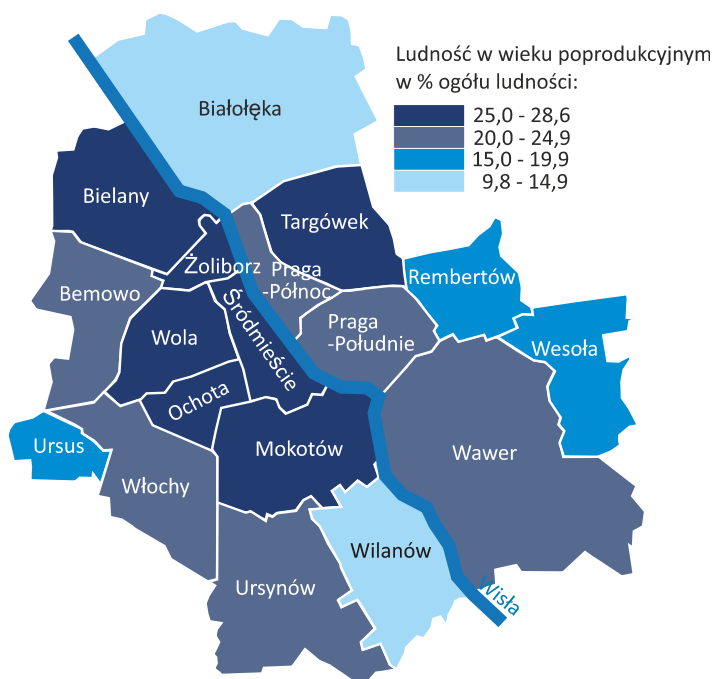 Ludność w wieku poprodukcyjnym
w % ogółu ludności:
25,0 - 28,6
20,0 - 24,9
15,0 - 19,9
9,8 - 14,9
Białołęka
Bielany
Targówek
Żoliborz
Praga
-Północ
Rembertów
Bemowo
Śródmieście
Praga
-Południe
Wola
Wesoła
Ochota
Ursus
Mokotów
Wawer
Włochy
Wilanów
Ursynów
Wisła